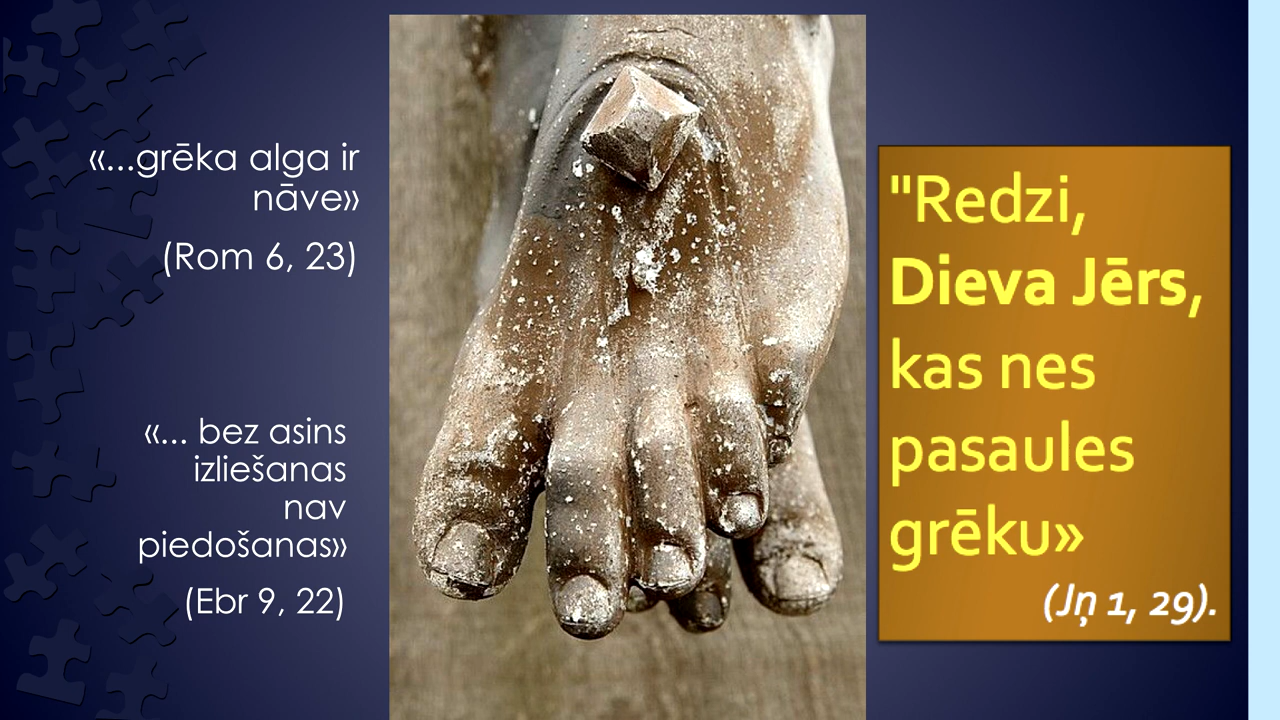 «...grēka alga ir
nāve»
(Rom 6, 23)
«... bez asins
izliešanas
nav
piedošanas»
(Ebr 9, 22)
"Redzi,
Dieva Jērs,
kas nes
pasaules
grēku»
(Jņ 1, 29).